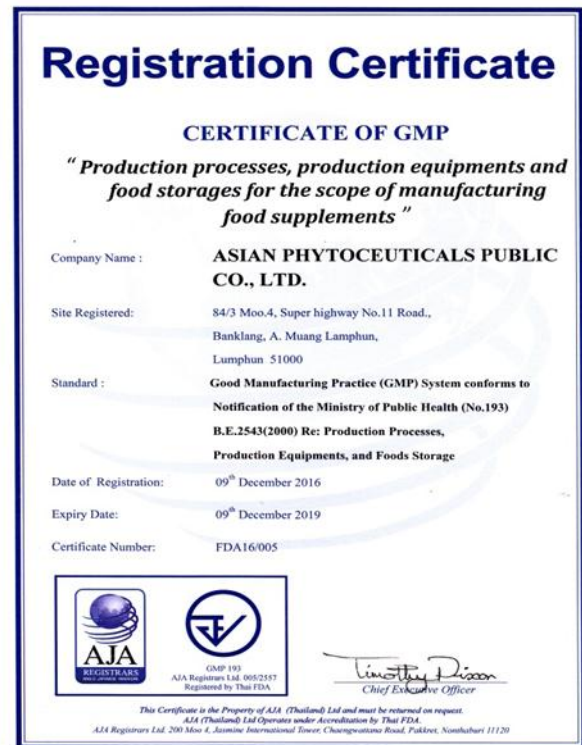 Registration Certificate
CERTIFICATE OF GMP
“ Production processes, production equipments and
food storages for the scope of manufacturing
food supplements ”
Company Name :
ASIAN PHYTOCEUTICALS PUBLIC
CO., LTD.
Site Registered:
84/3 Moo.4, Super highway No.11 Road.,
Banklang, A. Muang Lamphun,
Lumphun 51000
Standard :
Good Manufacturing Practice (GMP) System conforms to
Notification of the Ministry of Public Health (No.193)
B.E.2543(2000) Re: Production Processes,
Production Equipments, and Foods Storage
Date of Registration:
09th December 2016
Expiry Date:
09th December 2019
Certificate Number:
FDA16/005
AJA
REGISTRARS
GMP 193
AJA Registrars Ltd. 005/2557
Registered by Thai FDA
Timothy Dixon
Chief Executive Officer
This Certificate is the Property of AJA (Thailand) Ltd and must be returned on request.
AJA (Thailand) Ltd Operates under Accreditation by Thai FDA.
AJA Registrars Ltd. 200 Moo 4, Jasmine International Tower, Chaengwattana Road, Pakkret, Nonthaburi 11120